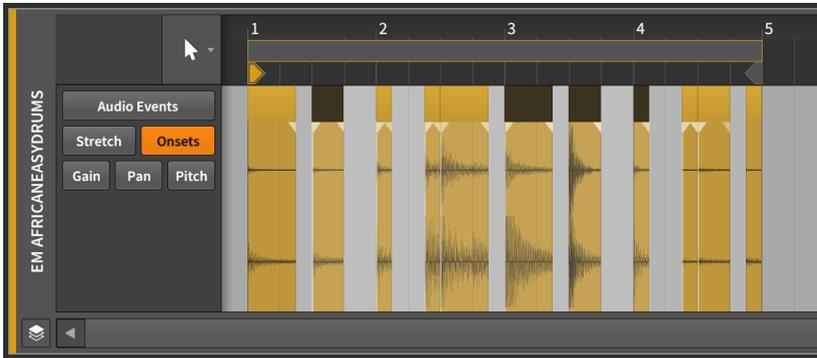 1 2 3 4 5
EM AFRICANEASYDRUMS
Audio Events
Stretch Onsets
Gain Pan Pitch